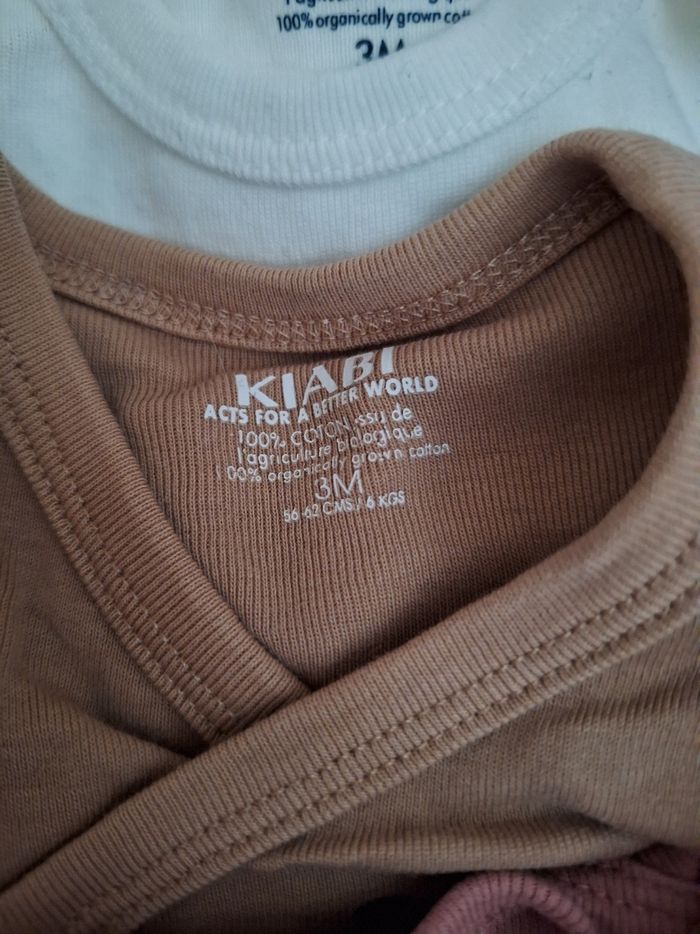 100% organically grown
3M
KIABI
ACTS FOR A BETTER WORLD
100% COTON issu de
l'agriculture biologique
100% organically grown cotton
3M
56-62 CMS / 6 KGS